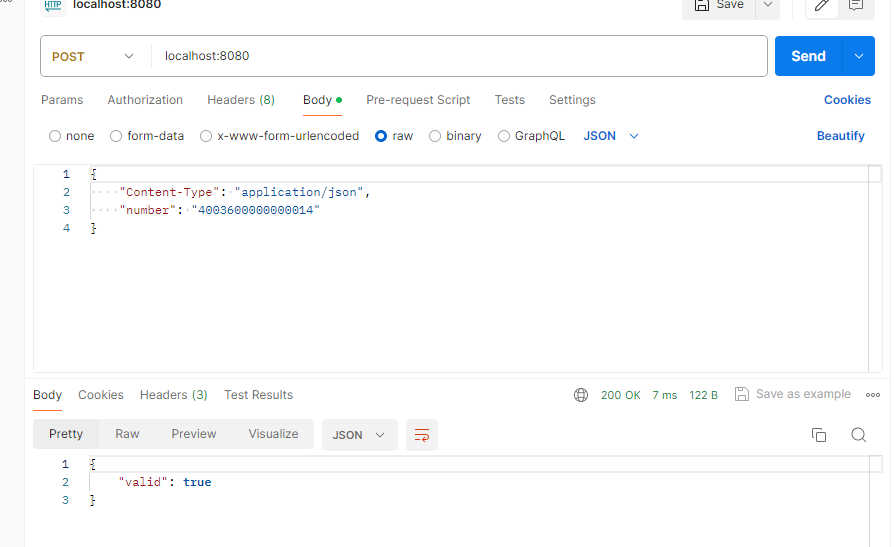 HTTP localhost:8080 Save
POST localhost:8080 Send
Params Authorization Headers (8) Body Pre-request Script Tests Settings Cookies
none form-data x-www-form-urlencoded raw binary GraphQL JSON Beautify
1 {
2 "Content-Type": "application/json",
3 "number": "4003600000000014"
4 }
Body Cookies Headers (3) Test Results 200 OK 7 ms 122 B Save as example
Pretty Raw Preview Visualize JSON
1 {
2 "valid": true
3 }